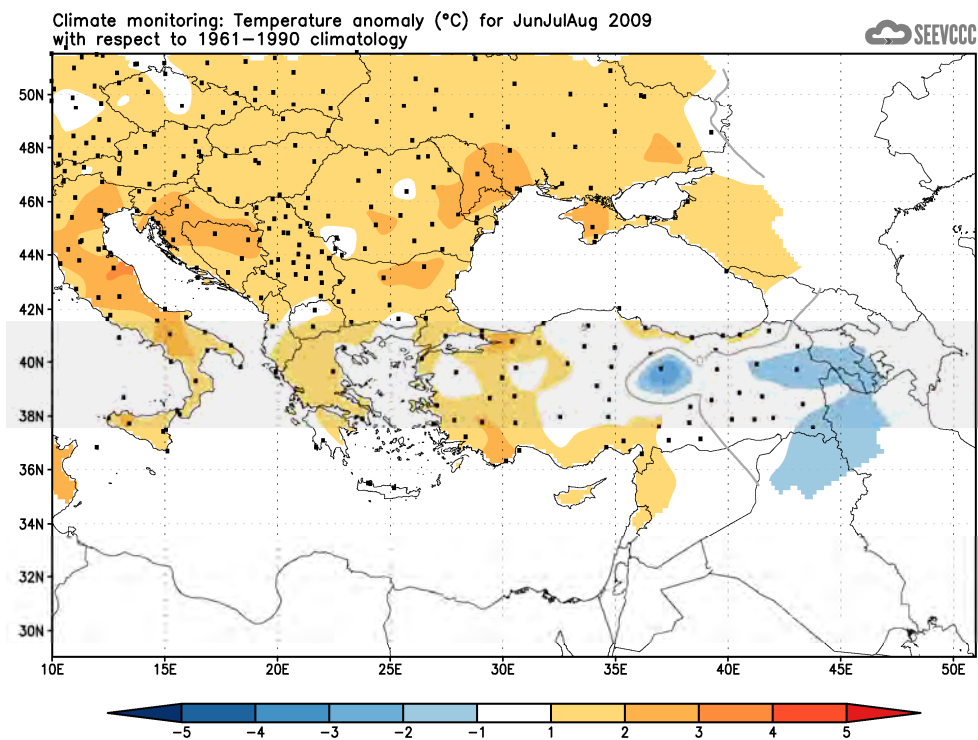 Climate monitoring: Temperature anomaly (°C) for JunJulAug 2009
with respect to 1961−1990 climatology
SEEVCCC
50N
48N
46N
44N
42N
40N
38N
36N
34N
32N
30N
10E 15E 20E 25E 30E 35E 40E 45E 50E
−5 −4 −3 −2 −1 1 2 3 4 5